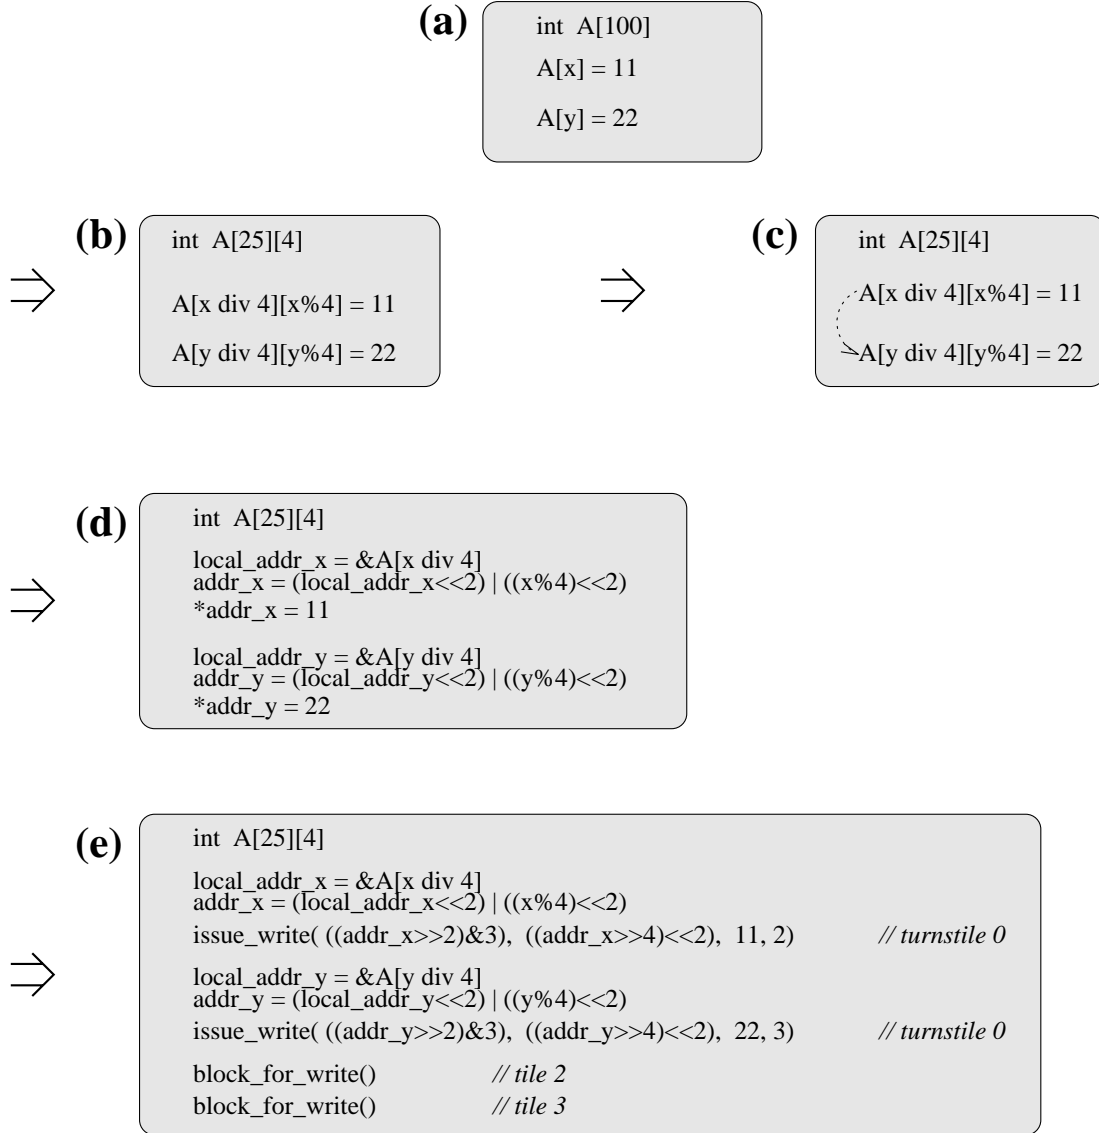 (a)
int A[100]
A[x] = 11
A[y] = 22
(b)
int A[25][4]
A[x div 4][x%4] = 11
A[y div 4][y%4] = 22
(c)
int A[25][4]
A[x div 4][x%4] = 11
A[y div 4][y%4] = 22
(d)
int A[25][4]
local_addr_x = &A[x div 4]
addr_x = (local_addr_x<<2) | ((x%4)<<2)
*addr_x = 11
local_addr_y = &A[y div 4]
addr_y = (local_addr_y<<2) | ((y%4)<<2)
*addr_y = 22
(e)
int A[25][4]
local_addr_x = &A[x div 4]
addr_x = (local_addr_x<<2) | ((x%4)<<2)
issue_write( ((addr_x>>2)&3), ((addr_x>>4)<<2), 11, 2) // turnstile 0
local_addr_y = &A[y div 4]
addr_y = (local_addr_y<<2) | ((y%4)<<2)
issue_write( ((addr_y>>2)&3), ((addr_y>>4)<<2), 22, 3) // turnstile 0
block_for_write() // tile 2
block_for_write() // tile 3